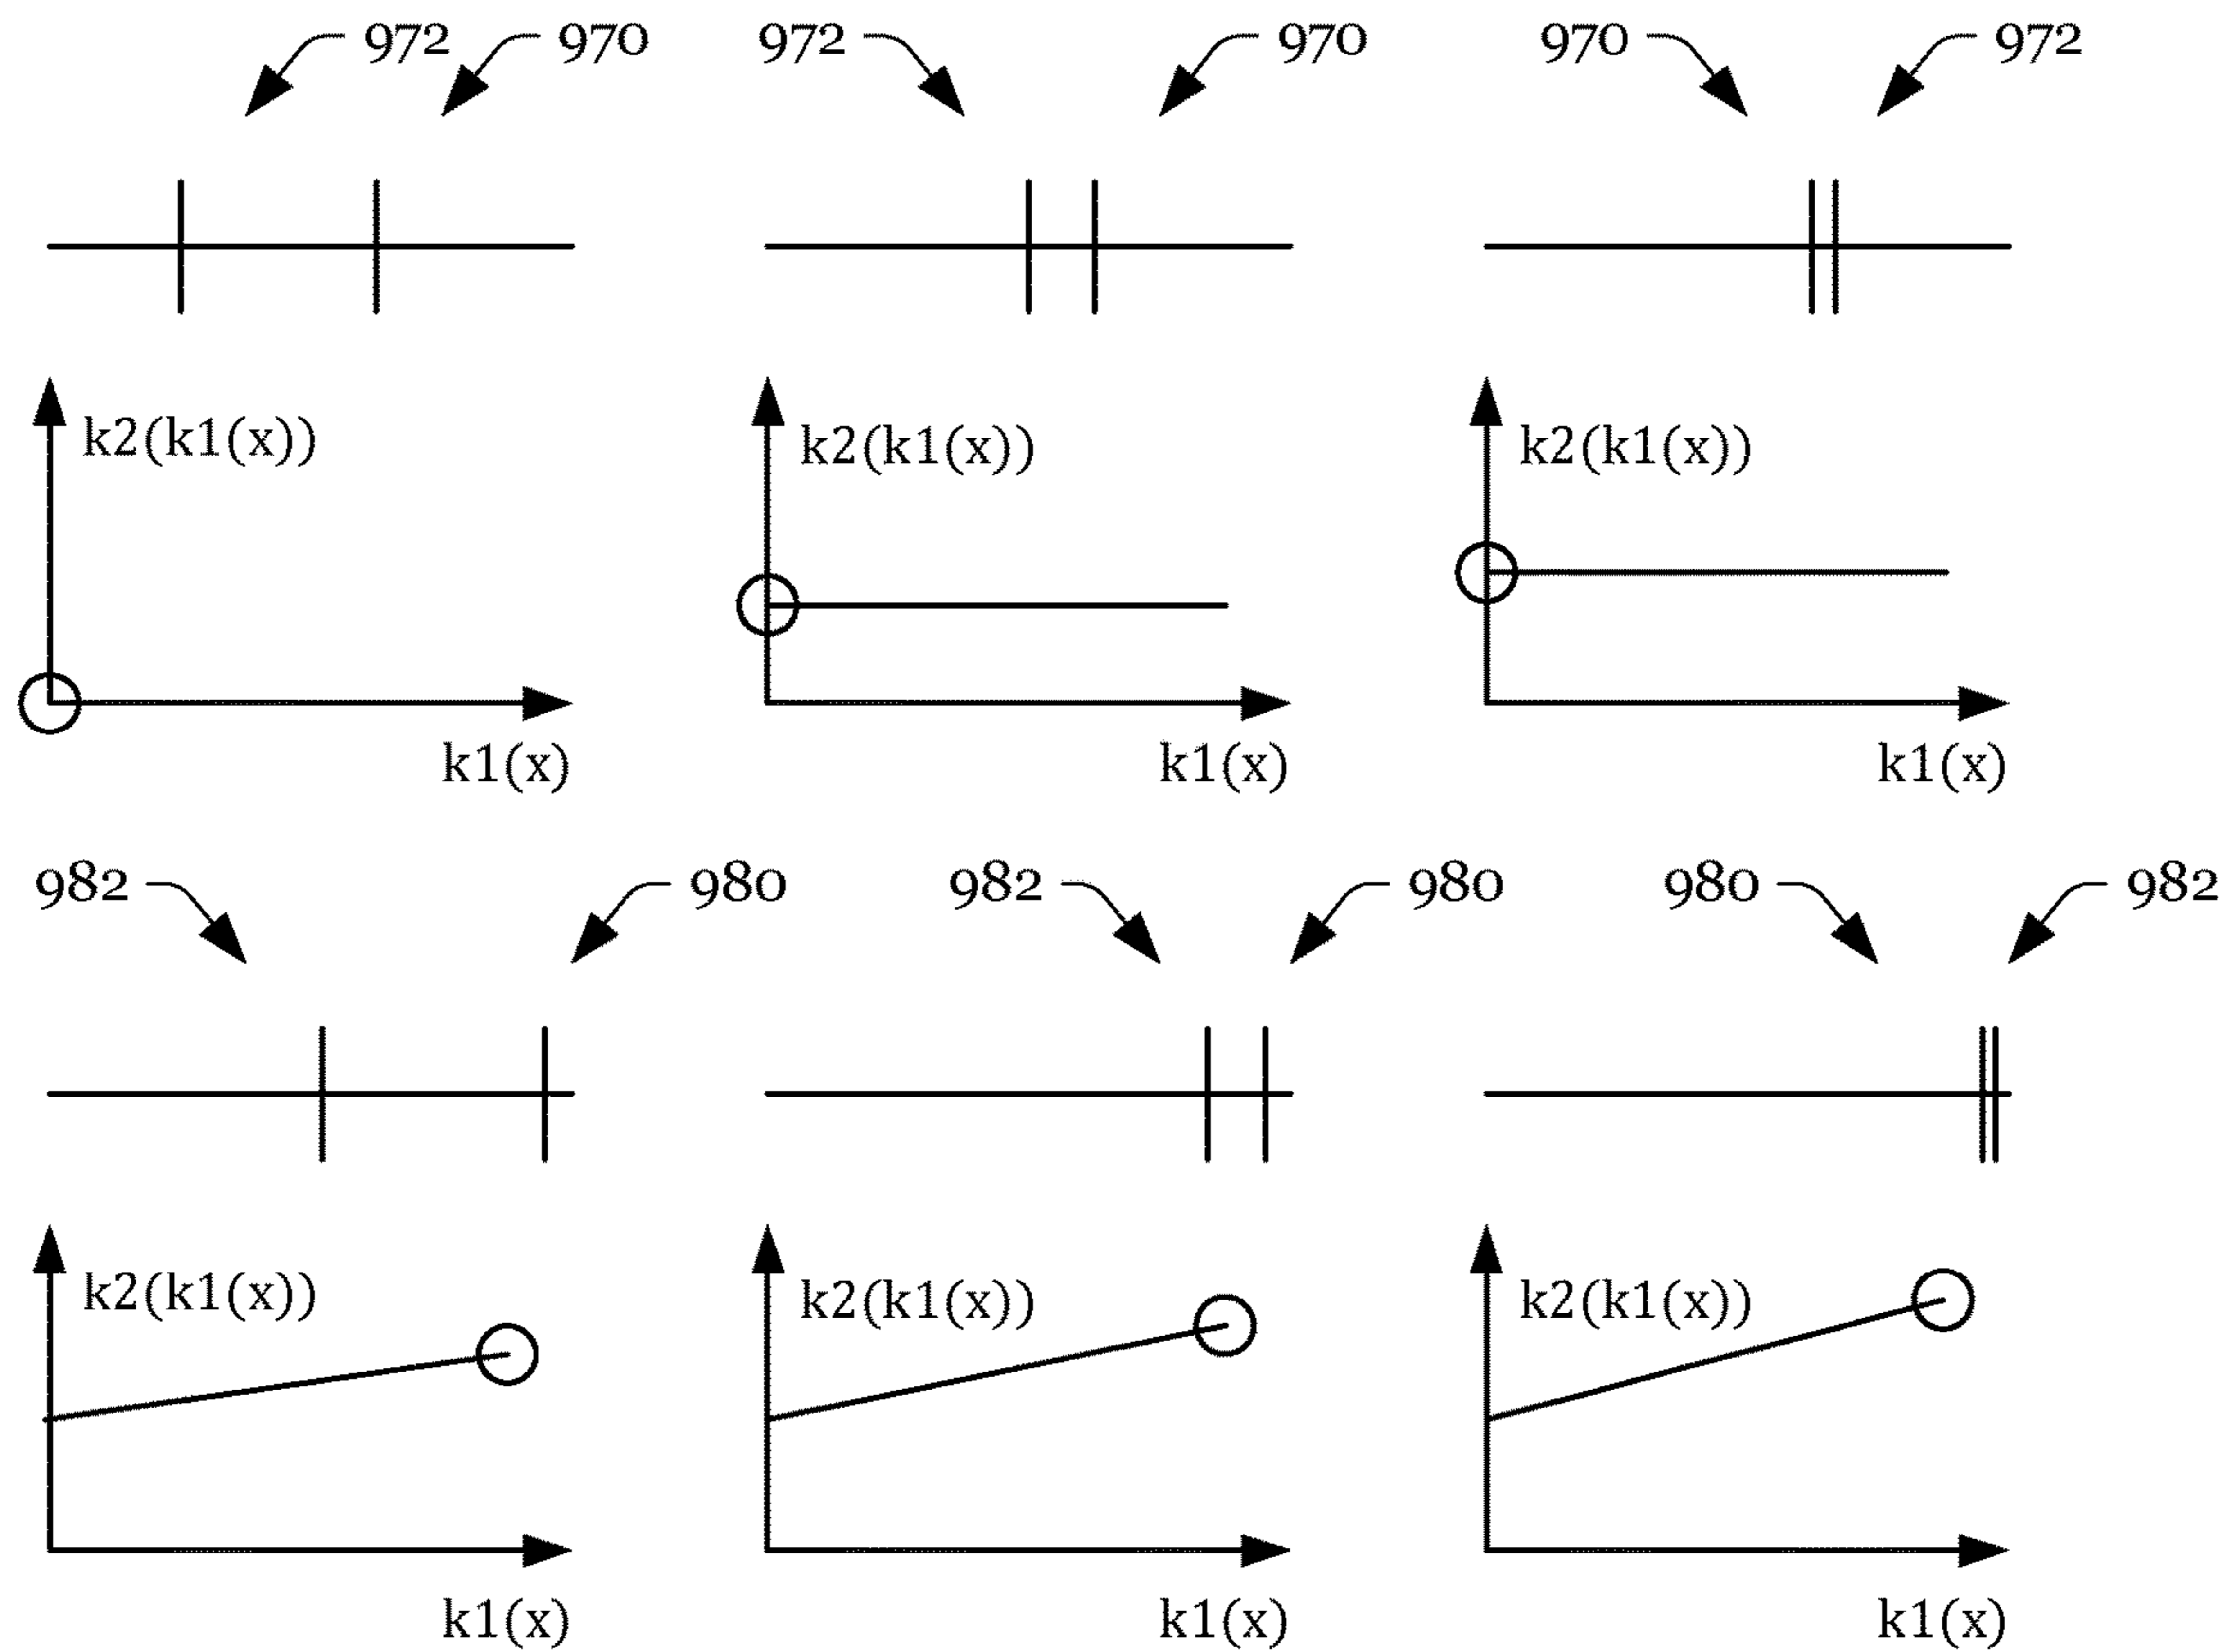 972 970 972 970 970 972
k2(k1(x)) k2(k1(x)) k2(k1(x))
k1(x) k1(x) k1(x)
982 980 982 980 980 982
k2(k1(x)) k2(k1(x)) k2(k1(x))
k1(x) k1(x) k1(x)